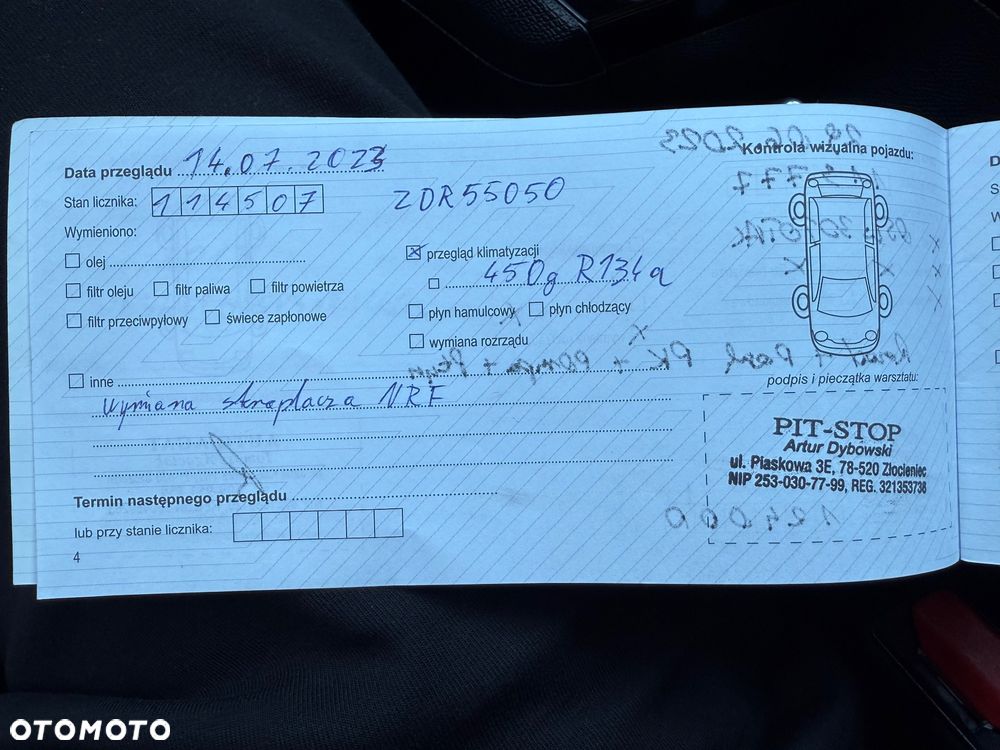 Data przeglądu 14.07.2023
Kontrola wizualna pojazdu:
Stan licznika: 114507
ZDR55050
Wymieniono:
olej
przegląd klimatyzacji
450g R134a
filtr oleju filtr paliwa filtr powietrza
płyn hamulcowy płyn chłodzący
filtr przeciwpyłowy świece zapłonowe
wymiana rozrządu
inne
wymiana skraplacza NRF
podpis i pieczątka warsztatu:
PIT-STOP
Artur Dybowski
ul. Piaskowa 3E, 78-520 Złocieniec
NIP 253-030-77-99, REG. 321353736
Termin następnego przeglądu
lub przy stanie licznika:
4
OTOMOTO